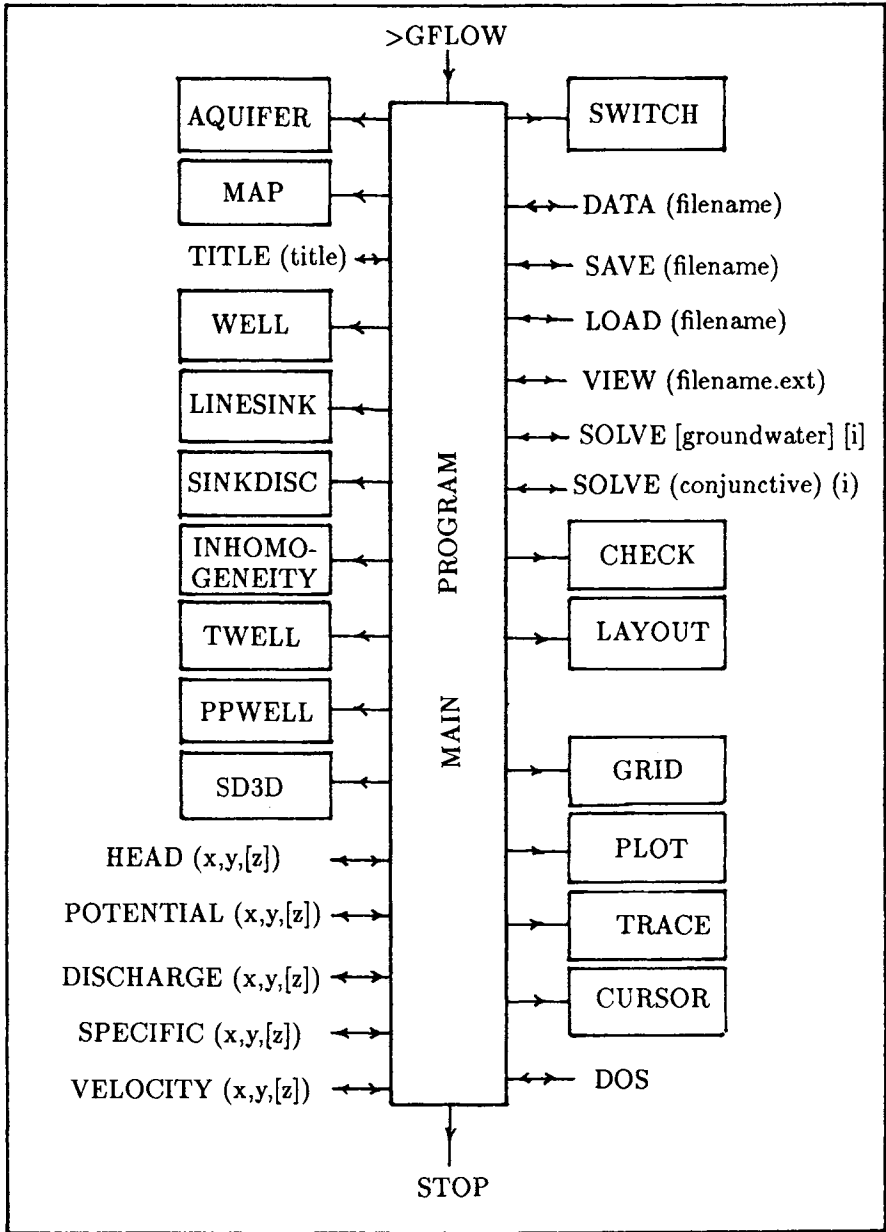 >GFLOW
AQUIFER
MAP
TITLE (title)
WELL
LINESINK
SINKDISC
INHOMO-
GENEITY
TWELL
PPWELL
SD3D
HEAD (x,y,[z])
POTENTIAL (x,y,[z])
DISCHARGE (x,y,[z])
SPECIFIC (x,y,[z])
VELOCITY (x,y,[z])
MAIN PROGRAM
SWITCH
DATA (filename)
SAVE (filename)
LOAD (filename)
VIEW (filename.ext)
SOLVE [groundwater] [i]
SOLVE (conjunctive) (i)
CHECK
LAYOUT
GRID
PLOT
TRACE
CURSOR
DOS
STOP